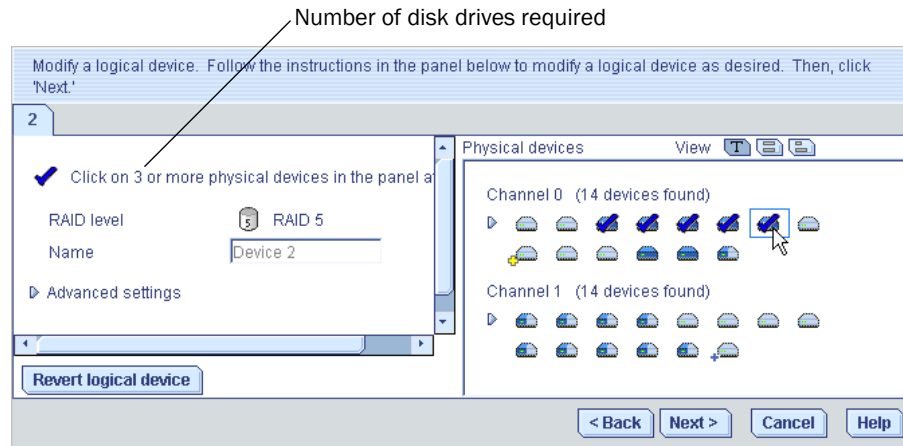 Number of disk drives required
Modify a logical device. Follow the instructions in the panel below to modify a logical device as desired. Then, click
'Next.'
2
Click on 3 or more physical devices in the panel
RAID level
5
RAID 5
Name
Device 2
Advanced settings
Revert logical device
Physical devices
View
T
Channel 0 (14 devices found)
Channel 1 (14 devices found)
< Back
Next >
Cancel
Help